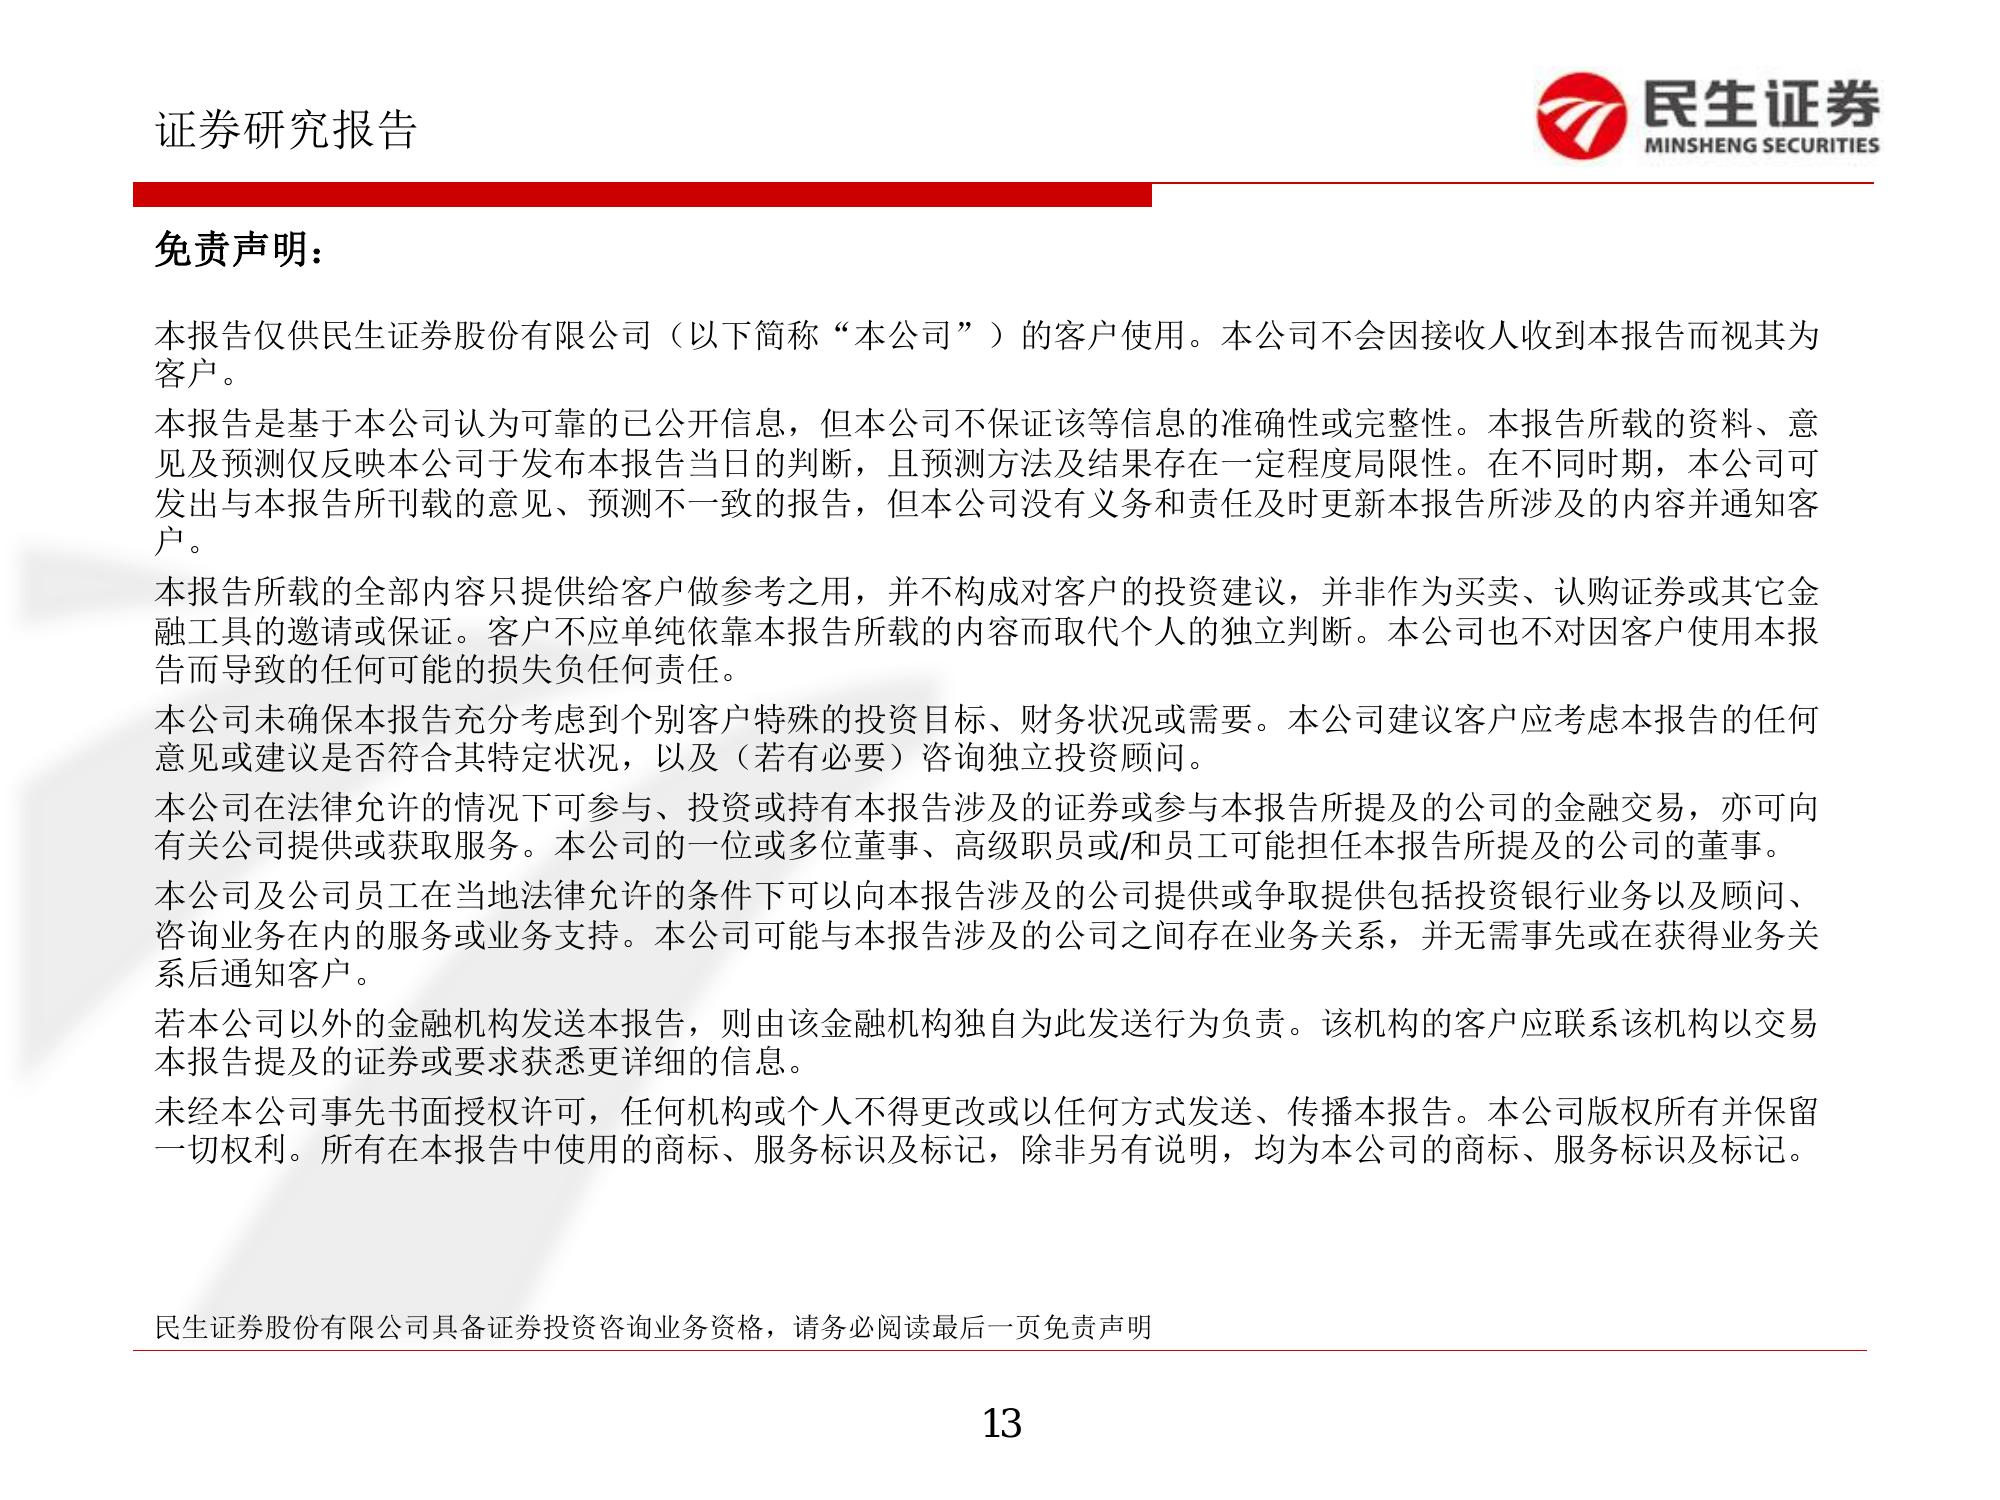 证券研究报告
民生证券
MINSHENG SECURITIES
免责声明：
本报告仅供民生证券股份有限公司（以下简称“本公司”）的客户使用。本公司不会因接收人收到本报告而视其为
客户。
本报告是基于本公司认为可靠的已公开信息，但本公司不保证该等信息的准确性或完整性。本报告所载的资料、意
见及预测仅反映本公司于发布本报告当日的判断，且预测方法及结果存在一定程度局限性。在不同时期，本公司可
发出与本报告所刊载的意见、预测不一致的报告，但本公司没有义务和责任及时更新本报告所涉及的内容并通知客
户。
本报告所载的全部内容只提供给客户做参考之用，并不构成对客户的投资建议，并非作为买卖、认购证券或其它金
融工具的邀请或保证。客户不应单纯依靠本报告所载的内容而取代个人的独立判断。本公司也不对因客户使用本报
告而导致的任何可能的损失负任何责任。
本公司未确保本报告充分考虑到个别客户特殊的投资目标、财务状况或需要。本公司建议客户应考虑本报告的任何
意见或建议是否符合其特定状况，以及（若有必要）咨询独立投资顾问。
本公司在法律允许的情况下可参与、投资或持有本报告涉及的证券或参与本报告所提及的公司的金融交易，亦可向
有关公司提供或获取服务。本公司的一位或多位董事、高级职员或/和员工可能担任本报告所提及的公司的董事。
本公司及公司员工在当地法律允许的条件下可以向本报告涉及的公司提供或争取提供包括投资银行业务以及顾问、
咨询业务在内的服务或业务支持。本公司可能与本报告涉及的公司之间存在业务关系，并无需事先或在获得业务关
系后通知客户。
若本公司以外的金融机构发送本报告，则由该金融机构独自为此发送行为负责。该机构的客户应联系该机构以交易
本报告提及的证券或要求获悉更详细的信息。
未经本公司事先书面授权许可，任何机构或个人不得更改或以任何方式发送、传播本报告。本公司版权所有并保留
一切权利。所有在本报告中使用的商标、服务标识及标记，除非另有说明，均为本公司的商标、服务标识及标记。
民生证券股份有限公司具备证券投资咨询业务资格，请务必阅读最后一页免责声明
13